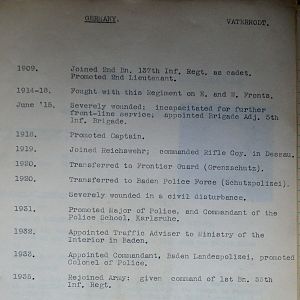 GERMANY. VATERRODT.
1909. Joined 2nd Bn. 137th Inf. Regt. as cadet.
Promoted 2nd Lieutenant.
1914-18. Fought with this Regiment on E. and W. Fronts.
June '15. Severely wounded; incapacitated for further
front-line service; appointed Brigade Adj. 5th
Inf. Brigade.
1918. Promoted Captain.
1919. Joined Reichswehr; commanded Rifle Coy. in Dessau.
1920. Transferred to Frontier Guard (Grenzschutz).
1920. Transferred to Baden Police Force (Schutzpolizei).
Severely wounded in a civil disturbance.
1931. Promoted Major of Police, and Commandant of the
Police School, Karlsruhe.
1932. Appointed Traffic Adviser to Ministry of the
Interior in Baden.
1933. Appointed Commandant, Baden Landespolizei, promoted
Colonel of Police.
1935. Rejoined Army: given command of 1st Bn. 35th
Inf. Regt.